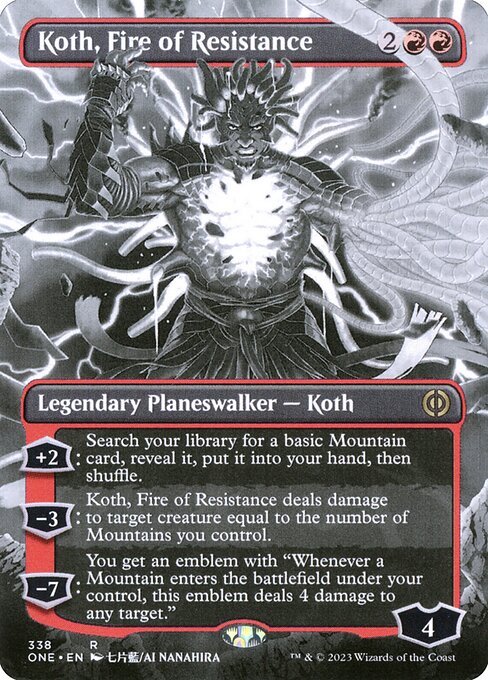 Koth, Fire of Resistance 2
Legendary Planeswalker — Koth
+2: Search your library for a basic Mountain
card, reveal it, put it into your hand, then
shuffle.
−3: Koth, Fire of Resistance deals damage
to target creature equal to the number of
Mountains you control.
−7: You get an emblem with “Whenever a
Mountain enters the battlefield under your
control, this emblem deals 4 damage to
any target.”
4
338 R
ONE • EN 七片藍/AI NANAHIRA
™ & © 2023 Wizards of the Coast